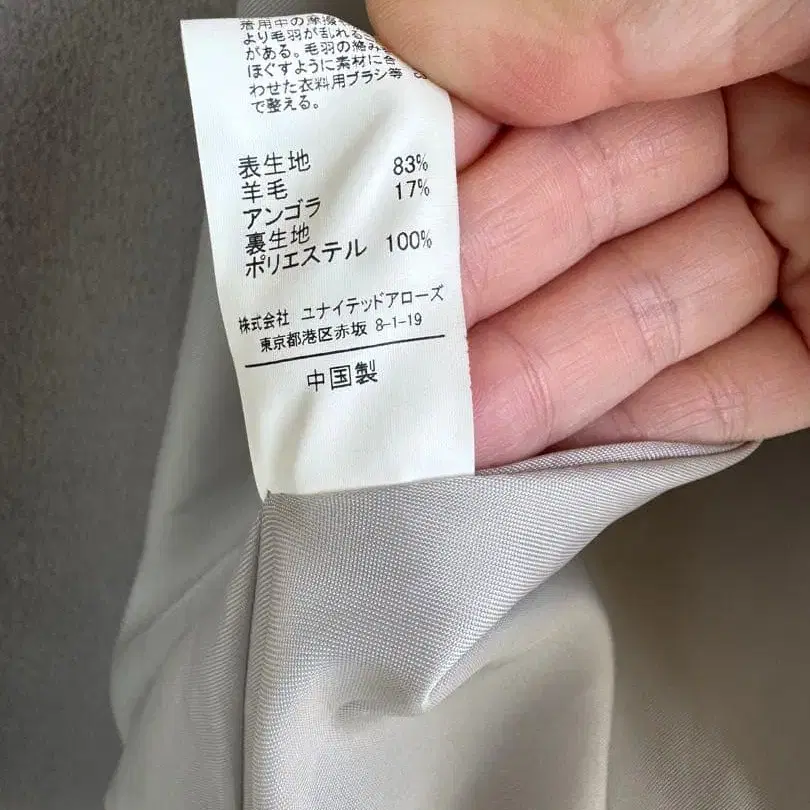 着用中の摩擦
より毛羽が乱れる
がある。毛羽の絡み
ほぐすように素材に合
わせた衣料用ブラシ等
で整える。
表生地
羊毛 83%
アンゴラ 17%
裏生地
ポリエステル 100%
株式会社 ユナイテッドアローズ
東京都港区赤坂 8-1-19
中国製